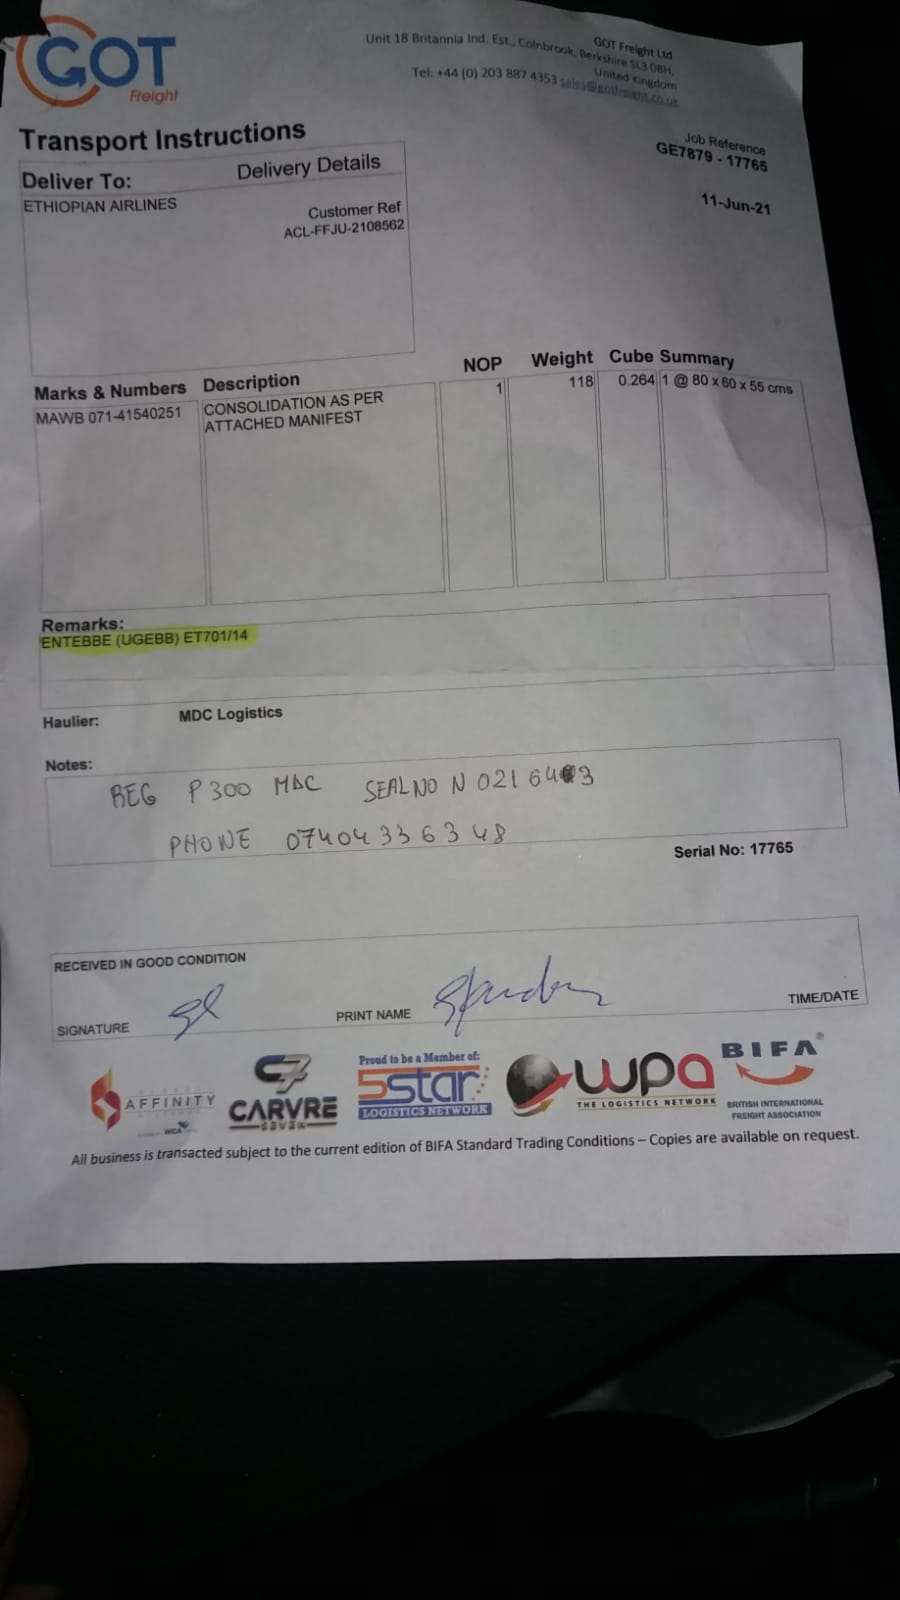 GOT
Freight
GOT Freight Ltd
Unit 18 Britannia Ind. Est., Colnbrook, Berkshire SL3 0BH,
United Kingdom
Tel: +44 (0) 203 887 4353 sales@gotfreight.co.uk
Transport Instructions
Job Reference
GE7879 - 17765
11-Jun-21
Deliver To:
Delivery Details
ETHIOPIAN AIRLINES
Customer Ref
ACL-FFJU-2108562
Marks & Numbers Description NOP Weight Cube Summary
MAWB 071-41540251 CONSOLIDATION AS PER 1 118 0.264 1 @ 80 x 60 x 55 cms
ATTACHED MANIFEST
Remarks:
ENTEBBE (UGEBB) ET701/14
Haulier: MDC Logistics
Notes:
REG P300 MDC SEAL NO N 0216 3
PHONE 07404336348
Serial No: 17765
RECEIVED IN GOOD CONDITION
SIGNATURE
PRINT NAME
TIME/DATE
AFFINITY
WCA
C7
CARVRE
SEVEN
Proud to be a Member of:
5star
LOGISTICS NETWORK
wpa
THE LOGISTICS NETWORK
BIFA
BRITISH INTERNATIONAL
FREIGHT ASSOCIATION
All business is transacted subject to the current edition of BIFA Standard Trading Conditions – Copies are available on request.